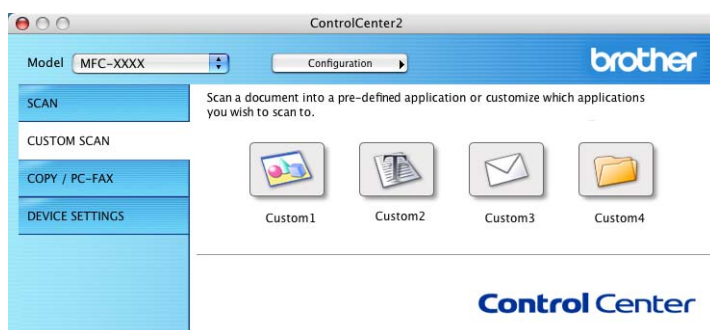 ControlCenter2
Model MFC-XXXX Configuration brother
SCAN
CUSTOM SCAN
COPY / PC-FAX
DEVICE SETTINGS
Scan a document into a pre-defined application or customize which applications
you wish to scan to.
Custom1 Custom2 Custom3 Custom4
Control Center